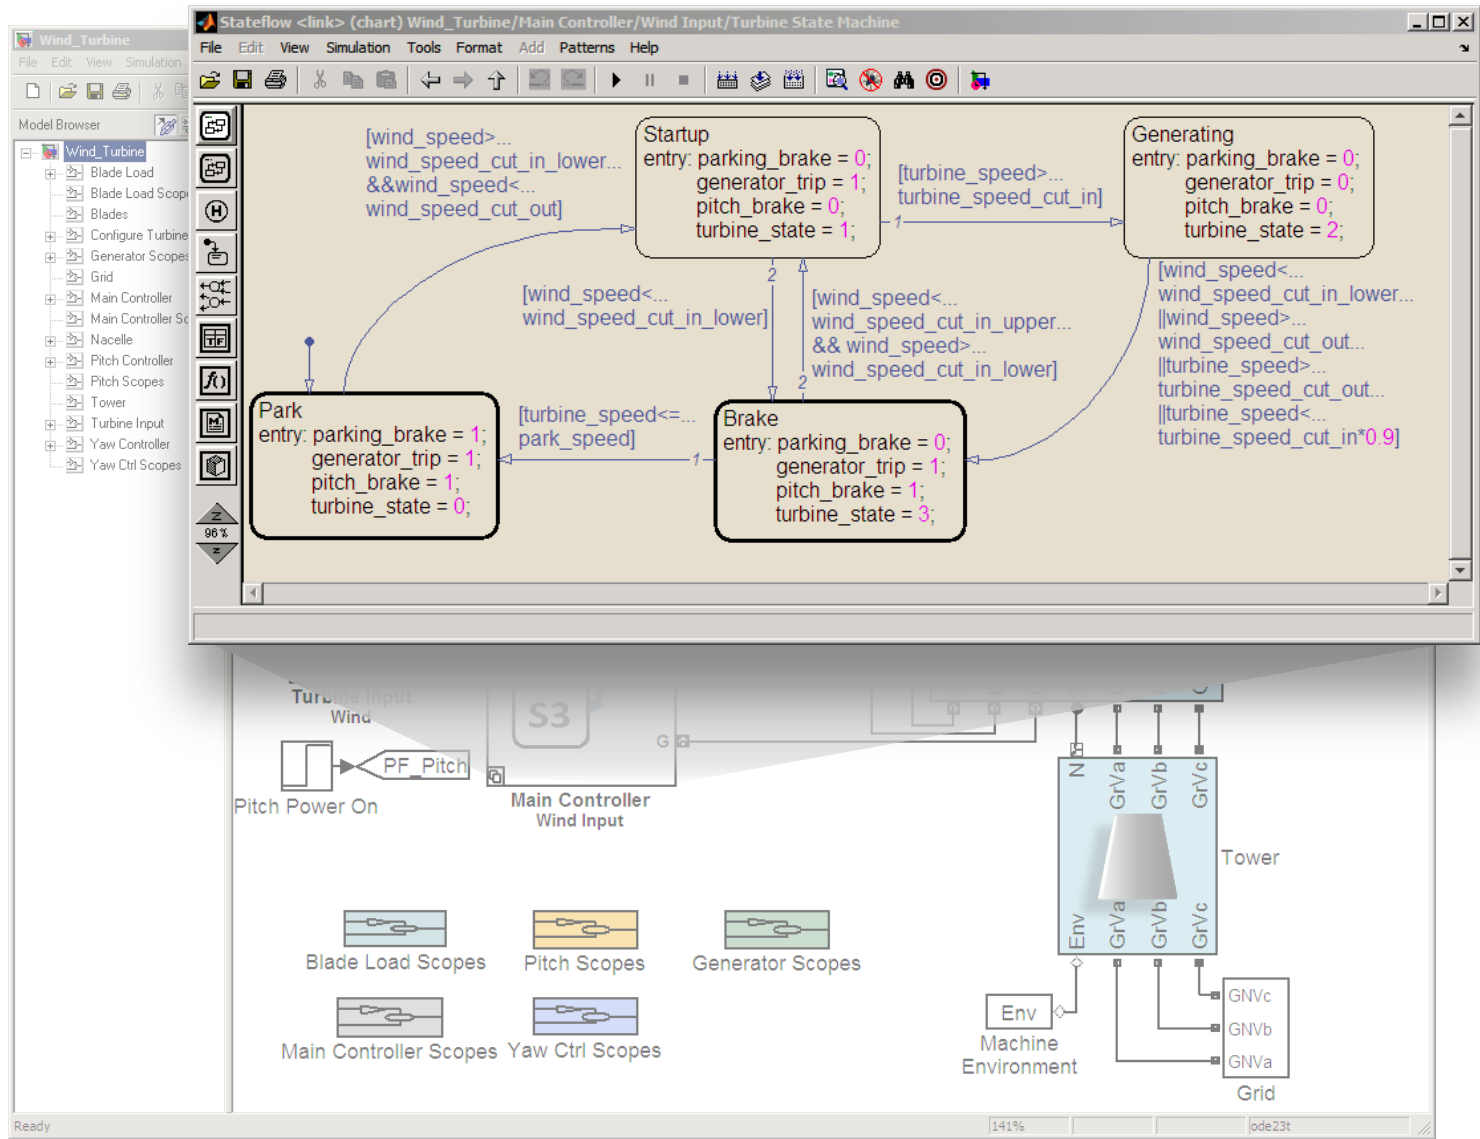 Stateflow <link> (chart) Wind_Turbine/Main Controller/Wind Input/Turbine State Machine
File Edit View Simulation Tools Format Add Patterns Help
Wind_Turbine
File Edit View Simulation
Model Browser
Wind_Turbine
Blade Load
Blade Load Scope
Blades
Configure Turbine
Generator Scopes
Grid
Main Controller
Main Controller Sc
Nacelle
Pitch Controller
Pitch Scopes
Tower
Turbine Input
Yaw Controller
Yaw Ctrl Scopes
96%
[wind_speed>...
wind_speed_cut_in_lower...
&&wind_speed<...
wind_speed_cut_out]
Startup
entry: parking_brake = 0;
generator_trip = 1;
pitch_brake = 0;
turbine_state = 1;
[turbine_speed>...
turbine_speed_cut_in]
1
Generating
entry: parking_brake = 0;
generator_trip = 0;
pitch_brake = 0;
turbine_state = 2;
2
[wind_speed<...
wind_speed_cut_in_lower]
[wind_speed<...
wind_speed_cut_in_upper...
&& wind_speed>...
wind_speed_cut_in_lower]
2
[wind_speed<...
wind_speed_cut_in_lower...
||wind_speed>...
wind_speed_cut_out...
||turbine_speed>...
turbine_speed_cut_out...
||turbine_speed<...
turbine_speed_cut_in*0.9]
Park
entry: parking_brake = 1;
generator_trip = 1;
pitch_brake = 1;
turbine_state = 0;
[turbine_speed<=...
park_speed]
1
Brake
entry: parking_brake = 0;
generator_trip = 1;
pitch_brake = 1;
turbine_state = 3;
Turbine Input
Wind
S3
G
PF_Pitch
Pitch Power On
Main Controller
Wind Input
N
GrVa
GrVb
GrVc
Tower
Env
GrVa
GrVb
GrVc
Blade Load Scopes
Pitch Scopes
Generator Scopes
Main Controller Scopes
Yaw Ctrl Scopes
Env
Machine
Environment
GNVc
GNVb
GNVa
Grid
Ready
141%
ode23t